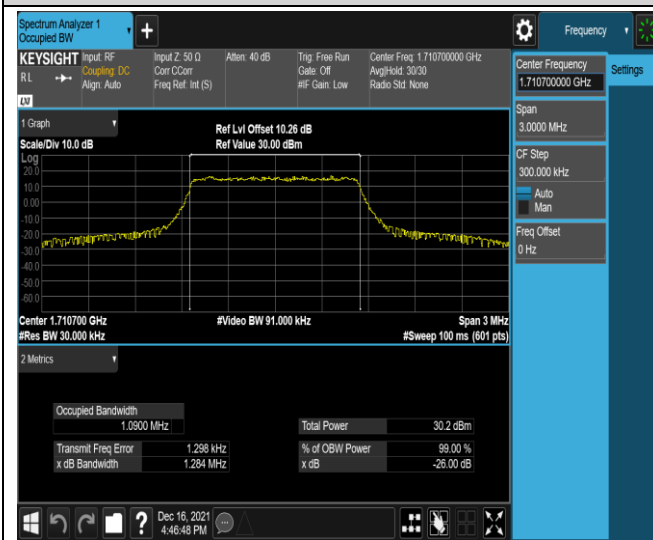 Spectrum Analyzer 1
Occupied BW
Frequency
KEYSIGHT
RL
Input: RF
Coupling: DC
Align: Auto
Input Z: 50 Ω
Corr CCorr
Freq Ref: Int (S)
Atten: 40 dB
Trig: Free Run
Gate: Off
#IF Gain: Low
Center Freq: 1.710700000 GHz
Avg|Hold: 30/30
Radio Std: None
LXI
1 Graph
Scale/Div 10.0 dB
Ref Lvl Offset 10.26 dB
Ref Value 30.00 dBm
Log
20.0
10.0
0.00
-10.0
-20.0
-30.0
-40.0
-50.0
-60.0
Center 1.710700 GHz
#Video BW 91.000 kHz
Span 3 MHz
#Res BW 30.000 kHz
#Sweep 100 ms (601 pts)
2 Metrics
Occupied Bandwidth
1.0900 MHz
Total Power 30.2 dBm
Transmit Freq Error 1.298 kHz
% of OBW Power 99.00 %
x dB Bandwidth 1.284 MHz
x dB -26.00 dB
Dec 16, 2021
4:46:48 PM
Center Frequency
1.710700000 GHz
Settings
Span
3.0000 MHz
CF Step
300.000 kHz
Auto
Man
Freq Offset
0 Hz